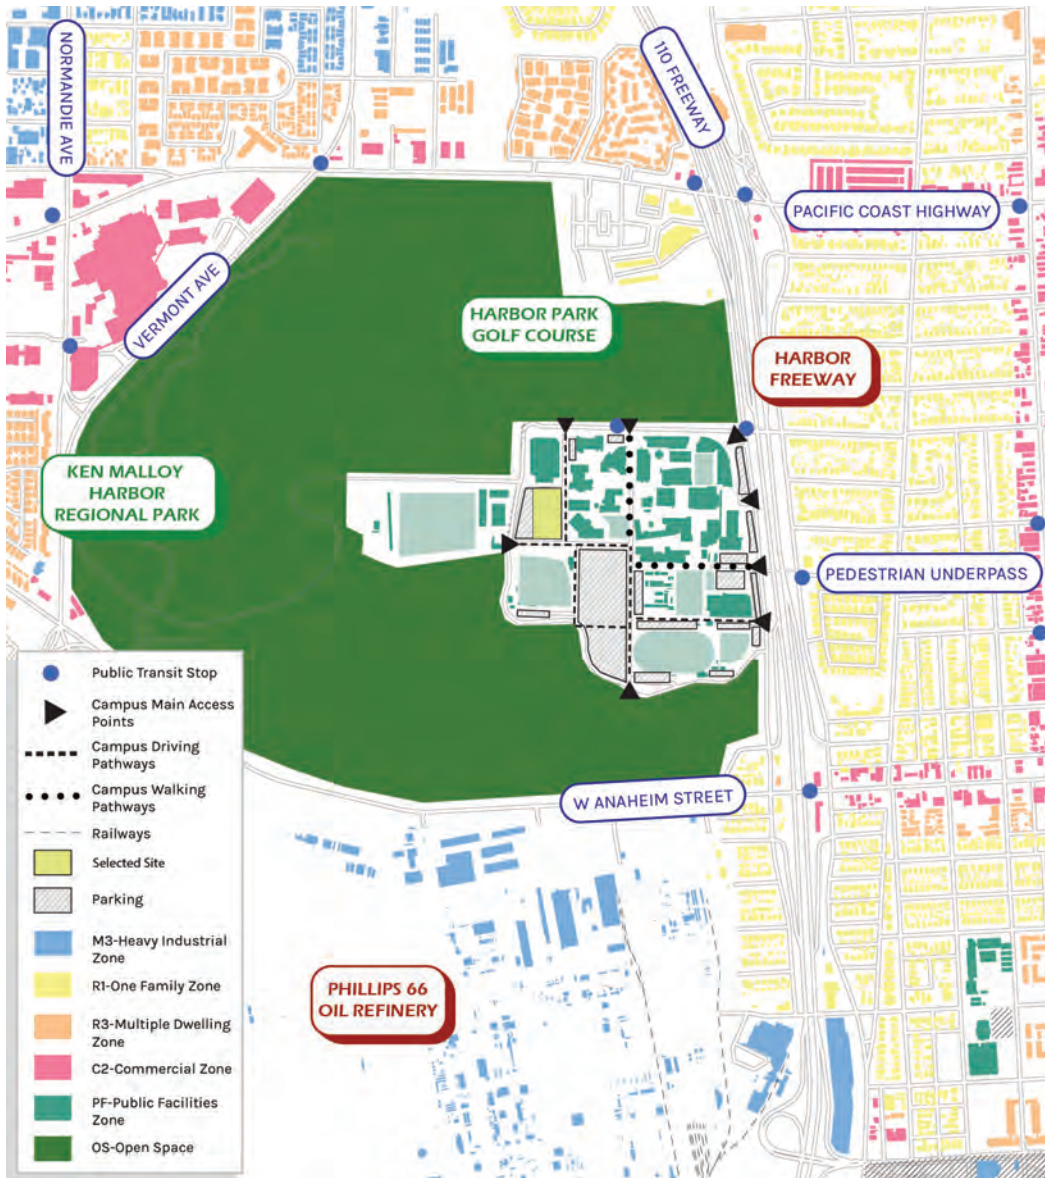 NORMANDIE AVE
110 FREEWAY
PACIFIC COAST HIGHWAY
VERMONT AVE
HARBOR PARK
GOLF COURSE
HARBOR
FREEWAY
KEN MALLOY
HARBOR
REGIONAL PARK
PEDESTRIAN UNDERPASS
W ANAHEIM STREET
PHILLIPS 66
OIL REFINERY
Public Transit Stop
Campus Main Access
Points
Campus Driving
Pathways
Campus Walking
Pathways
Railways
Selected Site
Parking
M3-Heavy Industrial
Zone
R1-One Family Zone
R3-Multiple Dwelling
Zone
C2-Commercial Zone
PF-Public Facilities
Zone
OS-Open Space